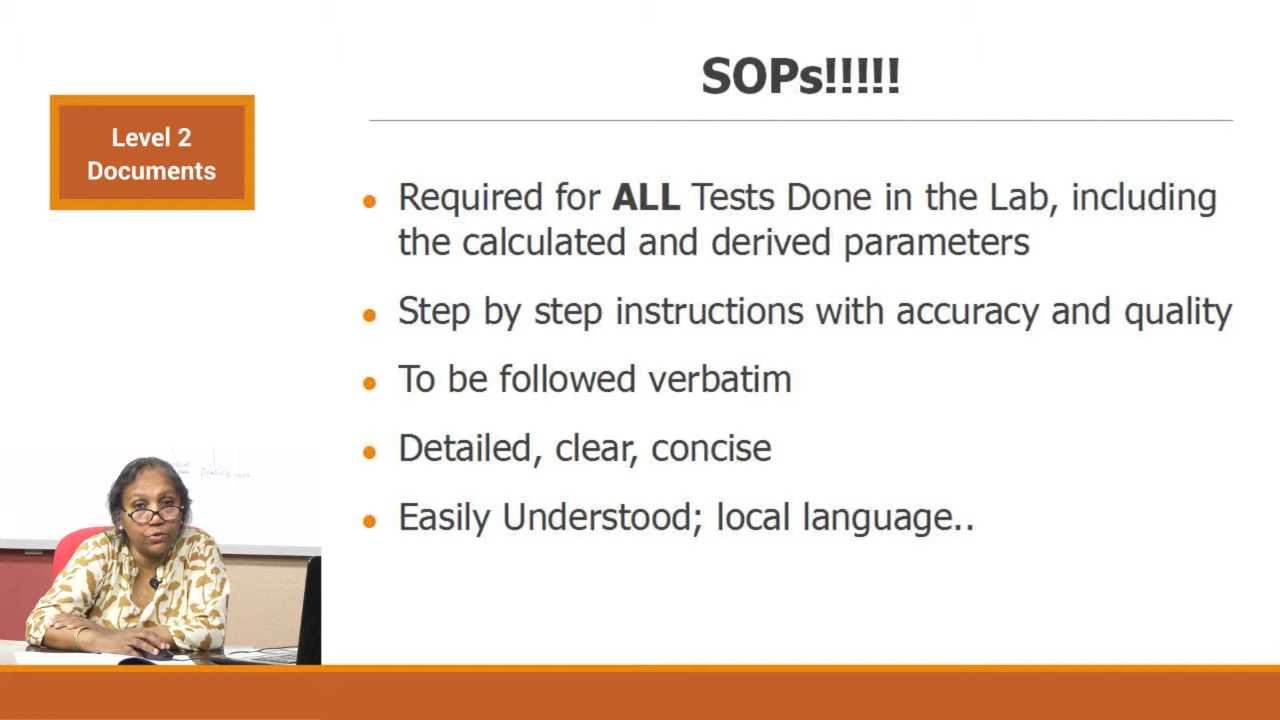 SOPs!!!!!
Level 2
Documents
Required for ALL Tests Done in the Lab, including
the calculated and derived parameters
Step by step instructions with accuracy and quality
To be followed verbatim
Detailed, clear, concise
Easily Understood; local language..